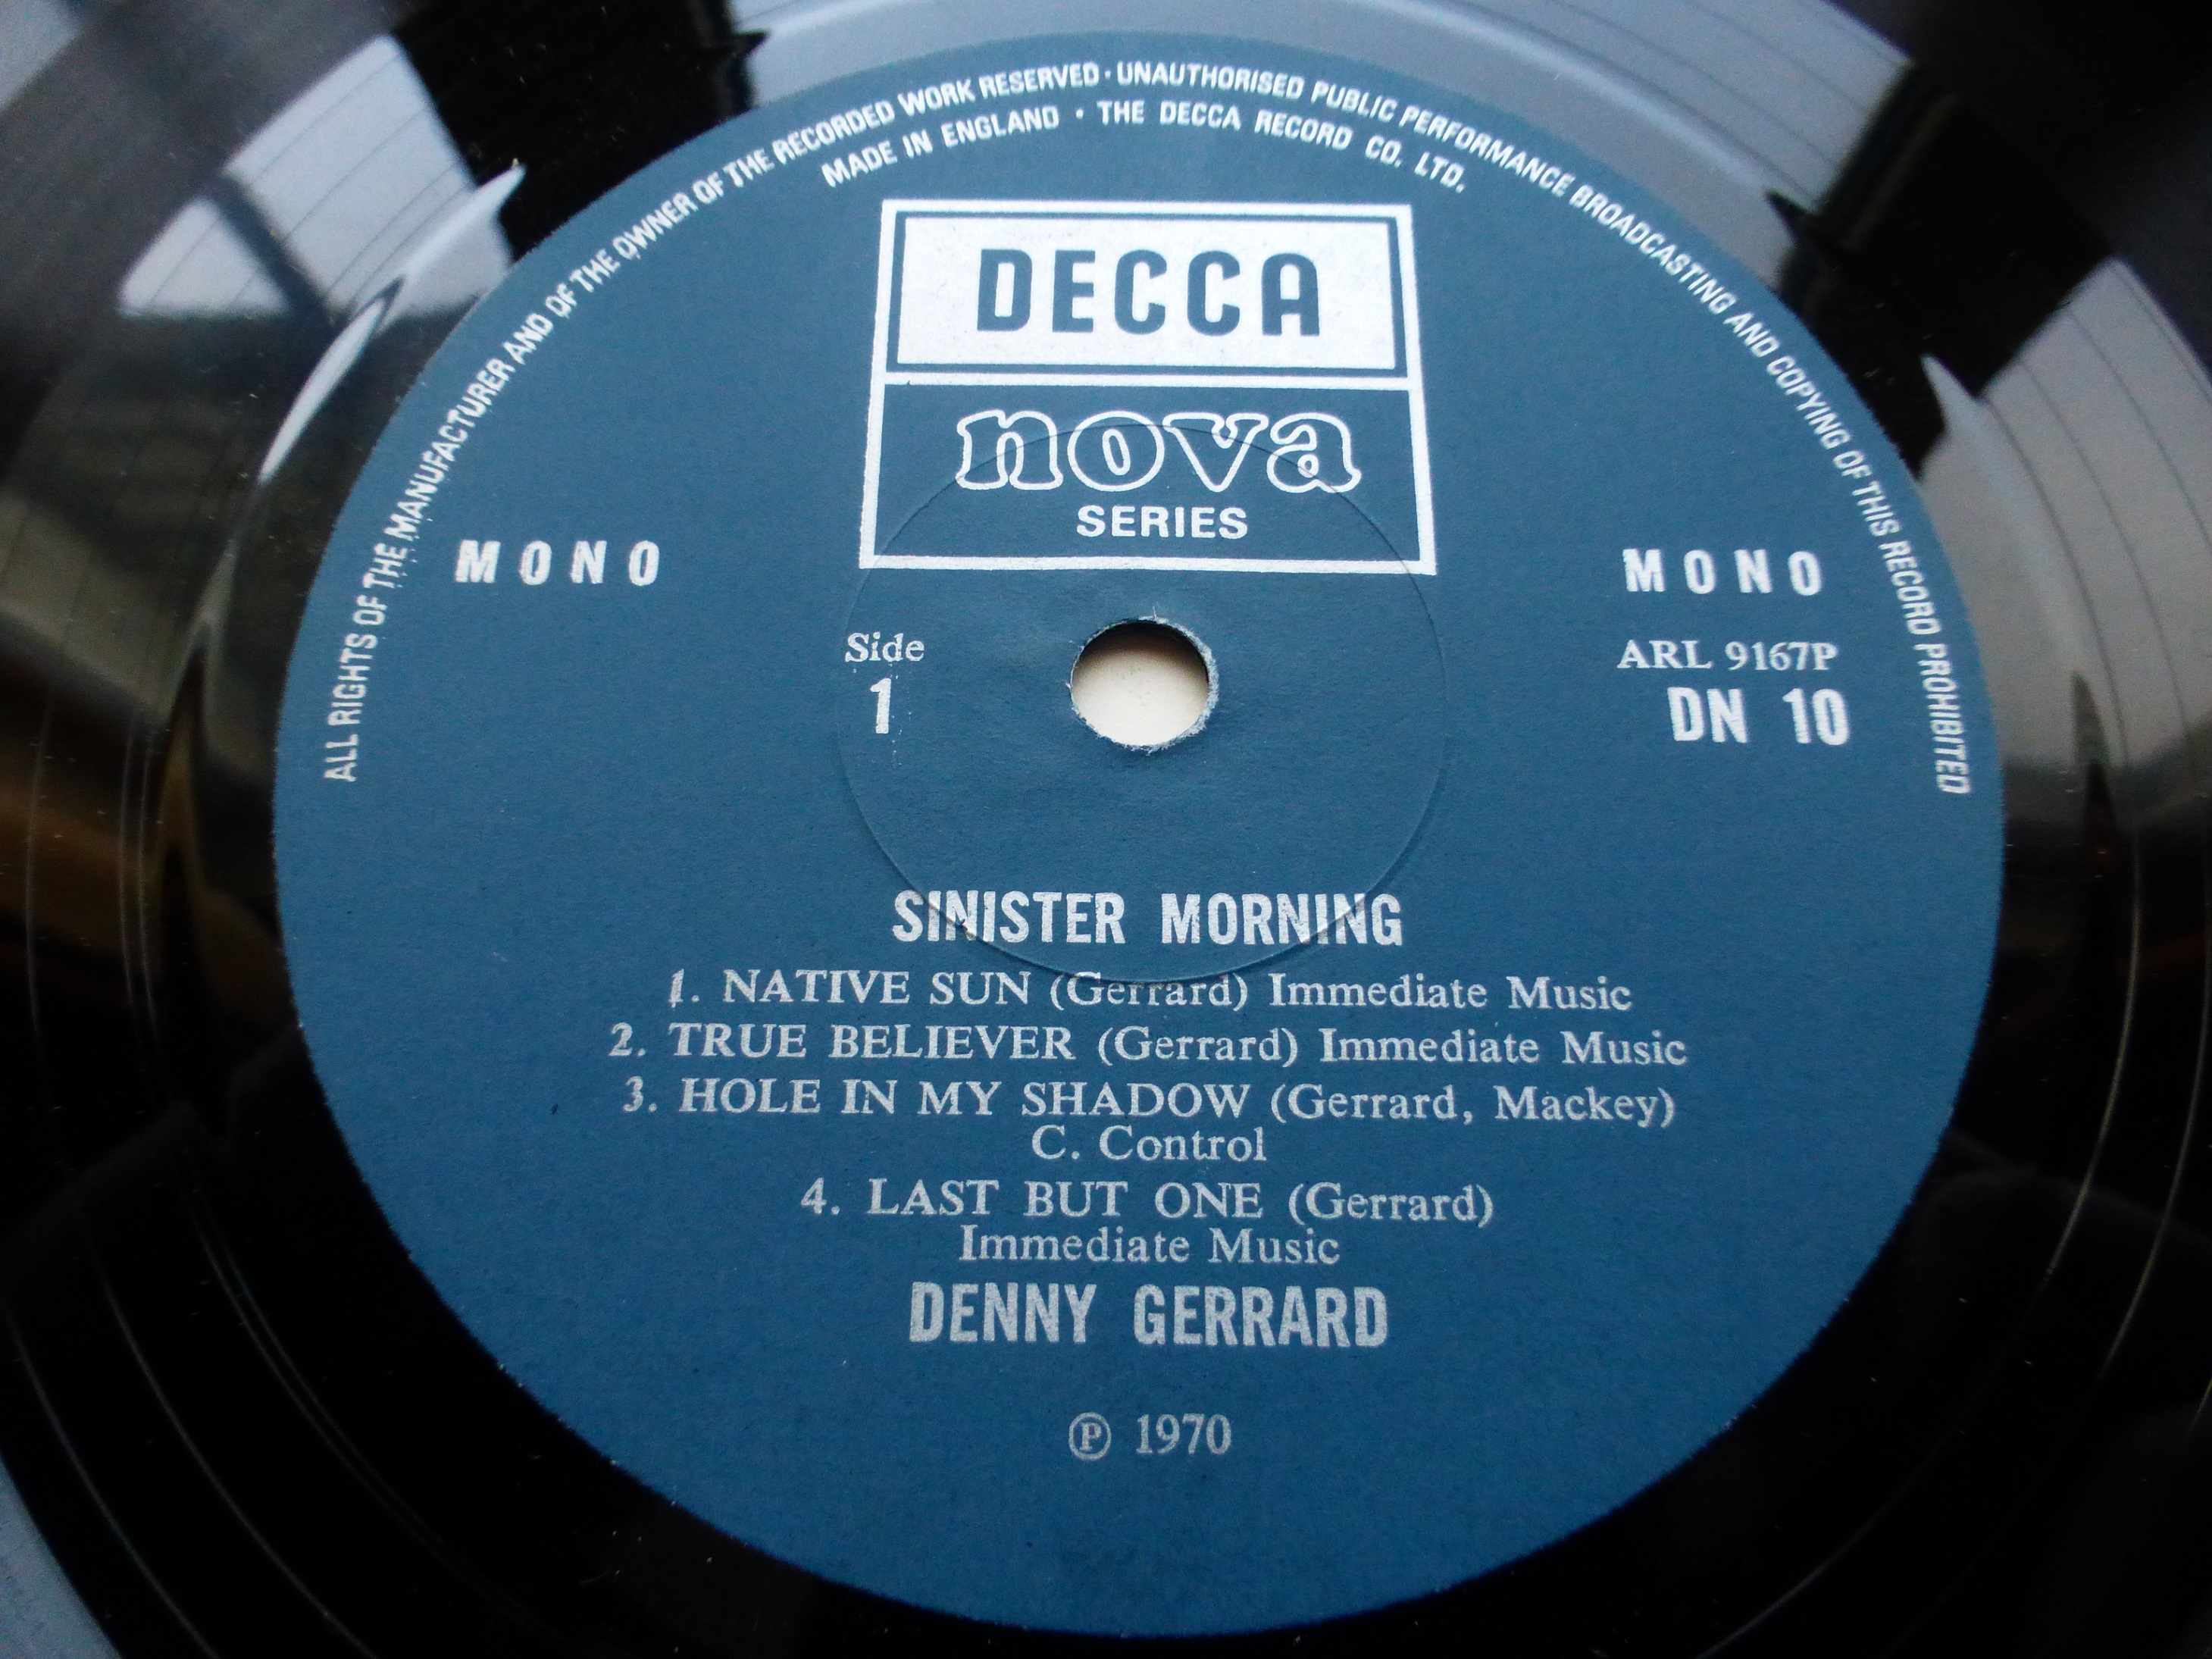 ALL RIGHTS OF THE MANUFACTURER AND OF THE OWNER OF THE RECORDED WORK RESERVED · UNAUTHORISED PUBLIC PERFORMANCE BROADCASTING AND COPYING OF THIS RECORD PROHIBITED
MADE IN ENGLAND · THE DECCA RECORD CO. LTD.
DECCA
nova
SERIES
MONO
MONO
Side
1
ARL 9167P
DN 10
SINISTER MORNING
1. NATIVE SUN (Gerrard) Immediate Music
2. TRUE BELIEVER (Gerrard) Immediate Music
3. HOLE IN MY SHADOW (Gerrard, Mackey)
C. Control
4. LAST BUT ONE (Gerrard)
Immediate Music
DENNY GERRARD
℗ 1970